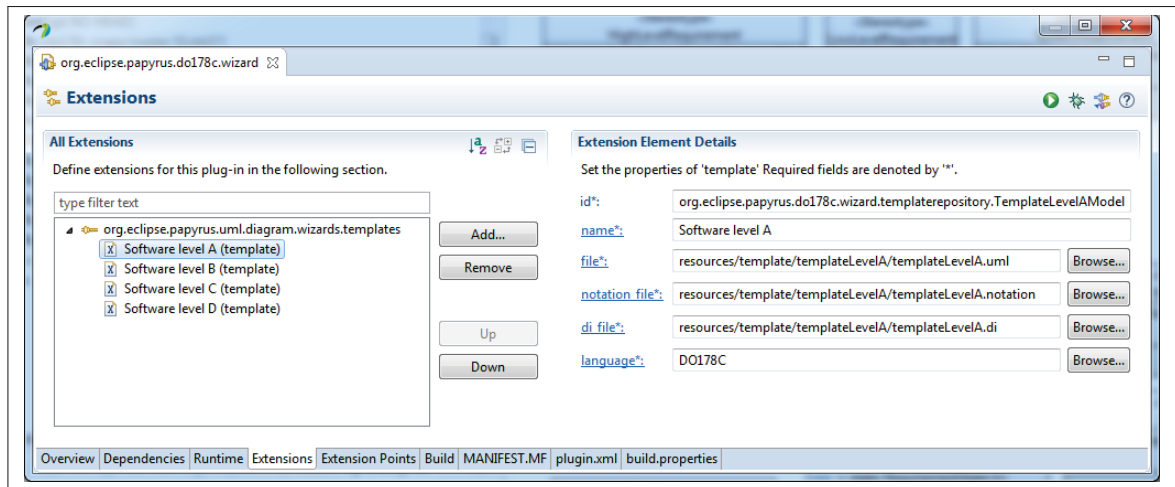 org.eclipse.papyrus.do178c.wizard
Extensions
All Extensions
Define extensions for this plug-in in the following section.
type filter text
org.eclipse.papyrus.uml.diagram.wizards.templates
Software level A (template)
Software level B (template)
Software level C (template)
Software level D (template)
Add...
Remove
Up
Down
Extension Element Details
Set the properties of 'template' Required fields are denoted by '*'.
id*: org.eclipse.papyrus.do178c.wizard.templaterepository.TemplateLevelAModel
name*: Software level A
file*: resources/template/templateLevelA/templateLevelA.uml Browse...
notation file*: resources/template/templateLevelA/templateLevelA.notation Browse...
di file*: resources/template/templateLevelA/templateLevelA.di Browse...
language*: DO178C Browse...
Overview Dependencies Runtime Extensions Extension Points Build MANIFEST.MF plugin.xml build.properties